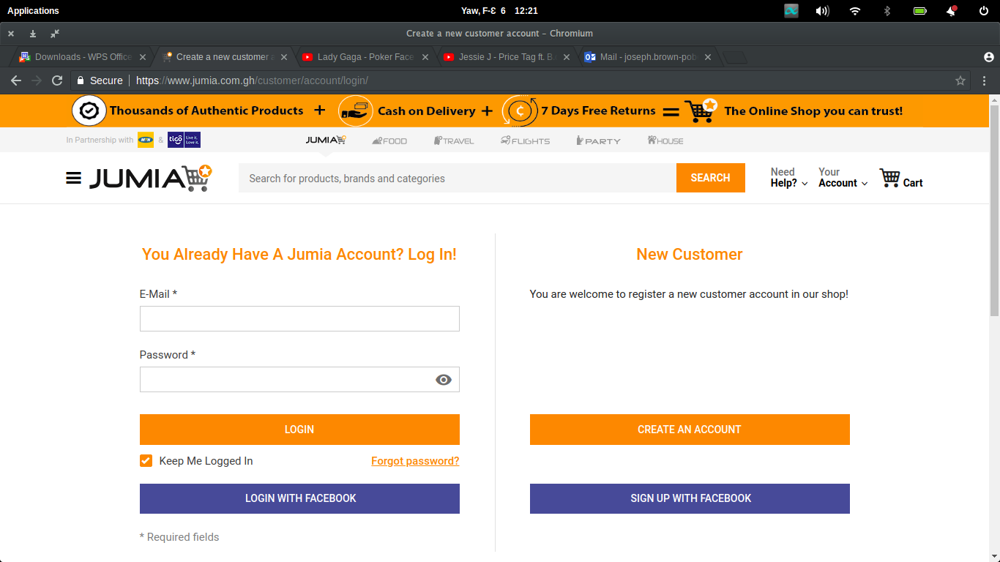 Applications
Yaw, F-Ɛ 6 12:21
Create a new customer account – Chromium
Downloads - WPS Office
Create a new customer a
Lady Gaga - Poker Face
Jessie J - Price Tag ft. B.
Mail - joseph.brown-pob
Secure
https://www.jumia.com.gh/customer/account/login/
Thousands of Authentic Products + Cash on Delivery + 7 Days Free Returns = The Online Shop you can trust!
In Partnership with MTN & tiGO Live it. Love it.
JUMIA FOOD TRAVEL FLIGHTS PARTY HOUSE
JUMIA
Search for products, brands and categories
SEARCH
Need Help?
Your Account
Cart
You Already Have A Jumia Account? Log In!
E-Mail *
Password *
LOGIN
Keep Me Logged In
Forgot password?
LOGIN WITH FACEBOOK
* Required fields
New Customer
You are welcome to register a new customer account in our shop!
CREATE AN ACCOUNT
SIGN UP WITH FACEBOOK